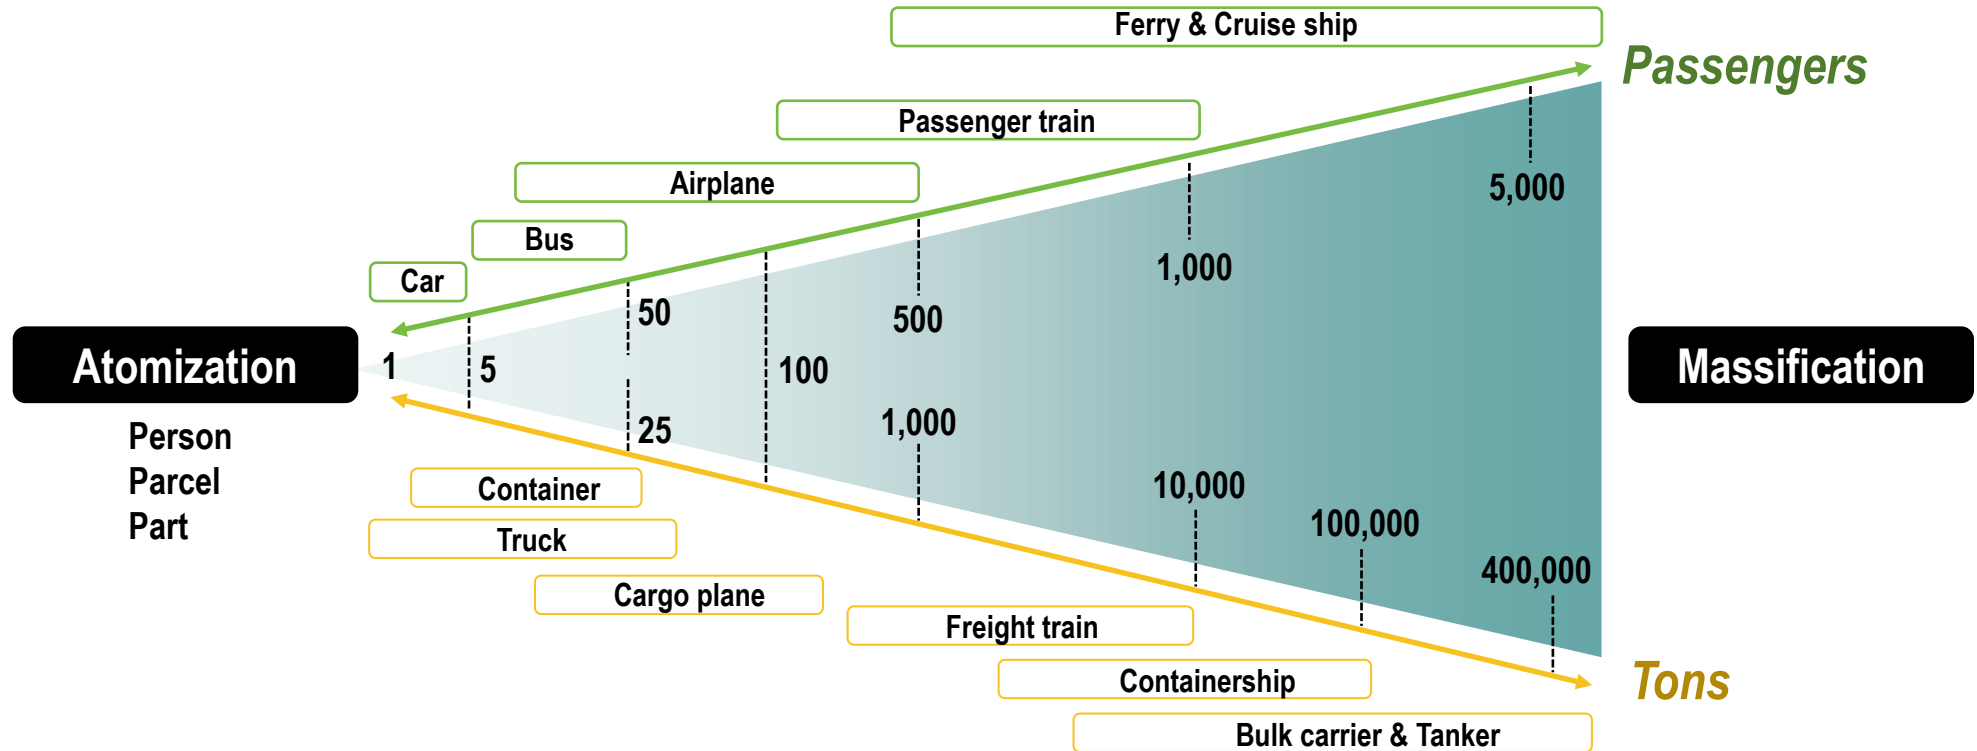 Ferry & Cruise ship
Passengers
Passenger train
Airplane
Bus
Car
5,000
1,000
500
50
Atomization
1
5
100
Massification
25
1,000
10,000
100,000
400,000
Person
Parcel
Part
Container
Truck
Cargo plane
Freight train
Containership
Tons
Bulk carrier & Tanker